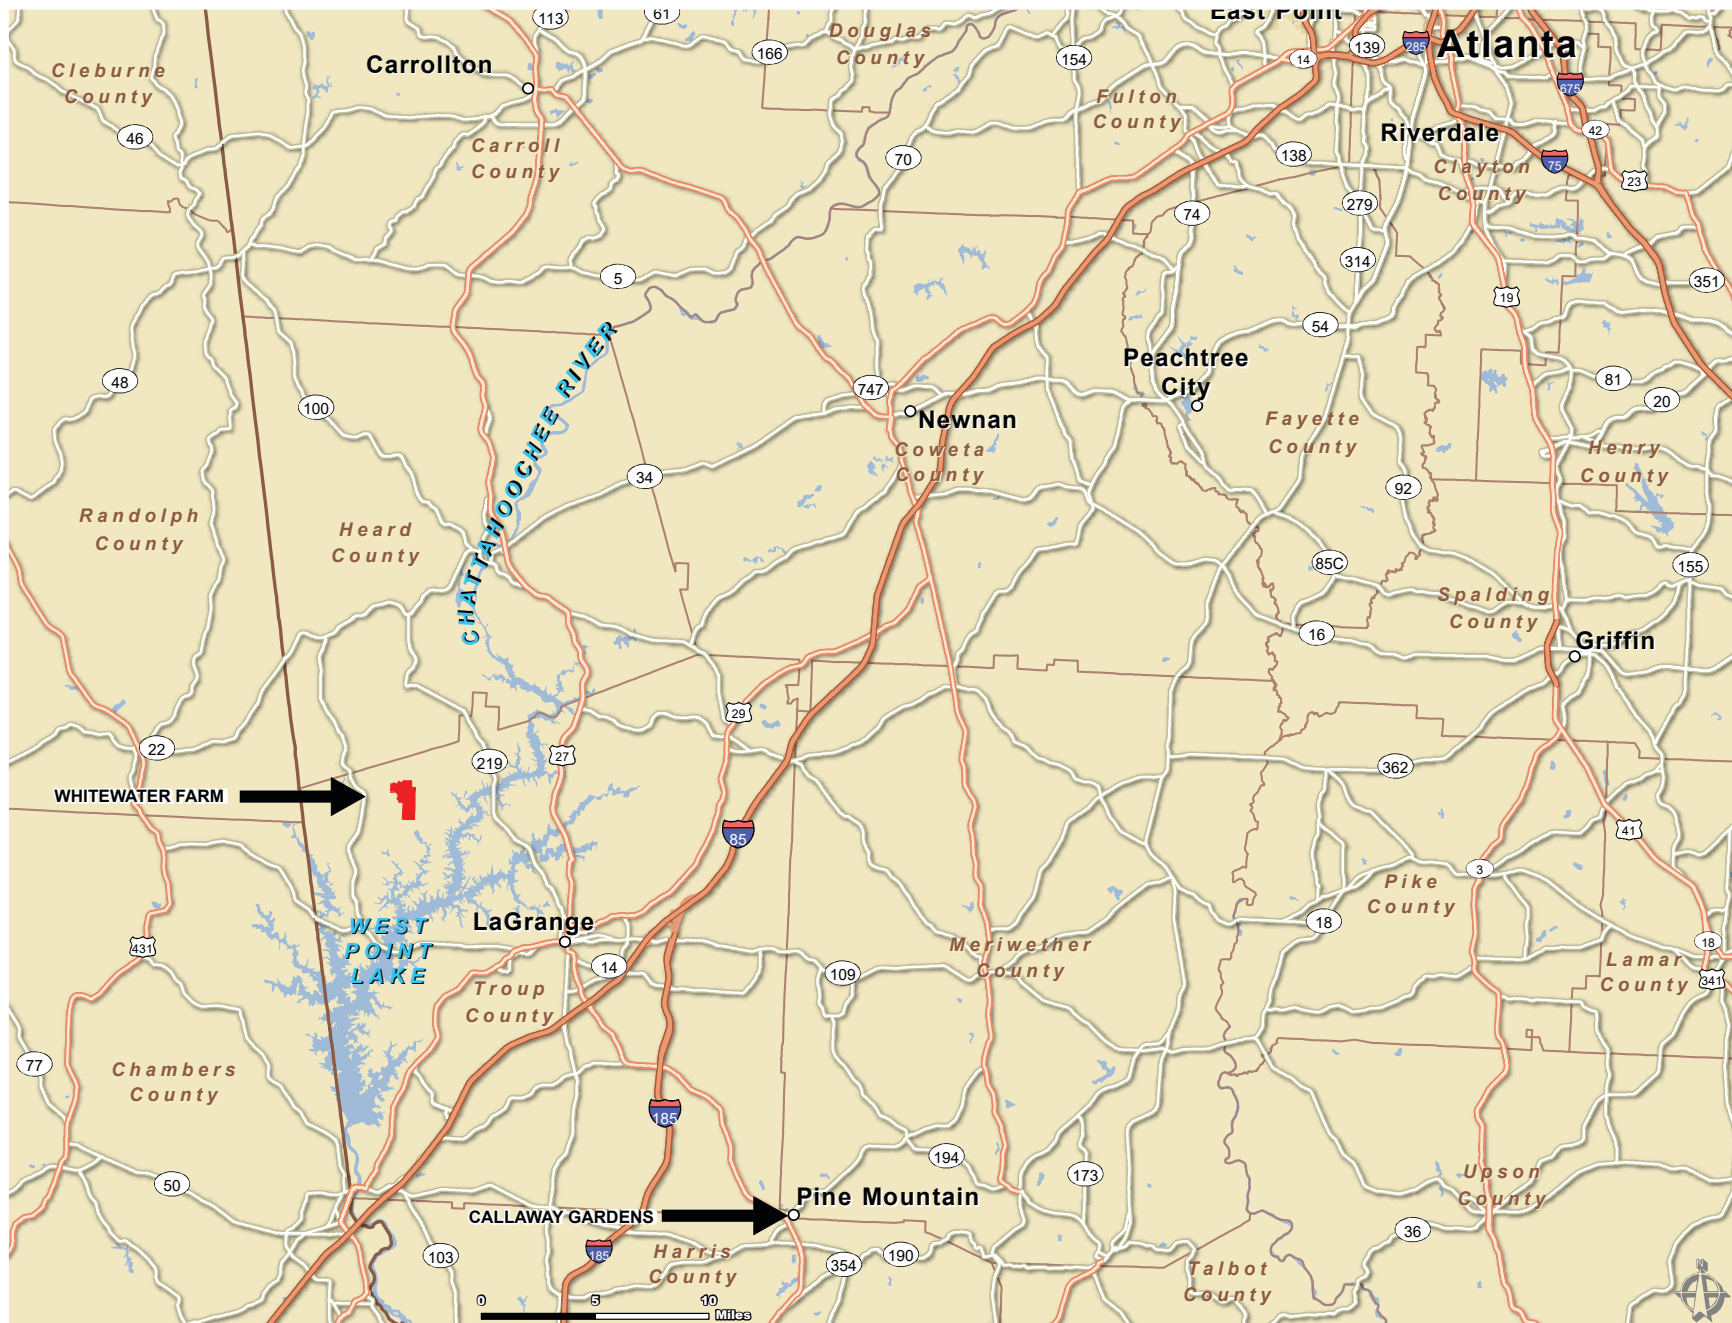 113
61
East Point
Douglas
County
166
154
14
139
285
Atlanta
Carrollton
Cleburne
County
675
Fulton
County
46
42
Riverdale
Carroll
County
70
138
75
Clayton
County
23
74
279
5
314
351
19
54
CHATTAHOOCHEE RIVER
Peachtree
City
48
747
81
100
20
Newnan
Fayette
County
Coweta
County
Henry
County
34
92
Randolph
County
Heard
County
85C
155
Spalding
County
16
Griffin
29
22
27
219
362
WHITEWATER FARM
85
41
3
Pike
County
WEST
POINT
LAKE
LaGrange
18
431
Meriwether
County
18
14
109
Lamar
County
341
Troup
County
77
Chambers
County
185
194
173
Upson
County
50
Pine Mountain
CALLAWAY GARDENS
36
103
185
Harris
County
190
354
Talbot
County
0
5
10
Miles
N